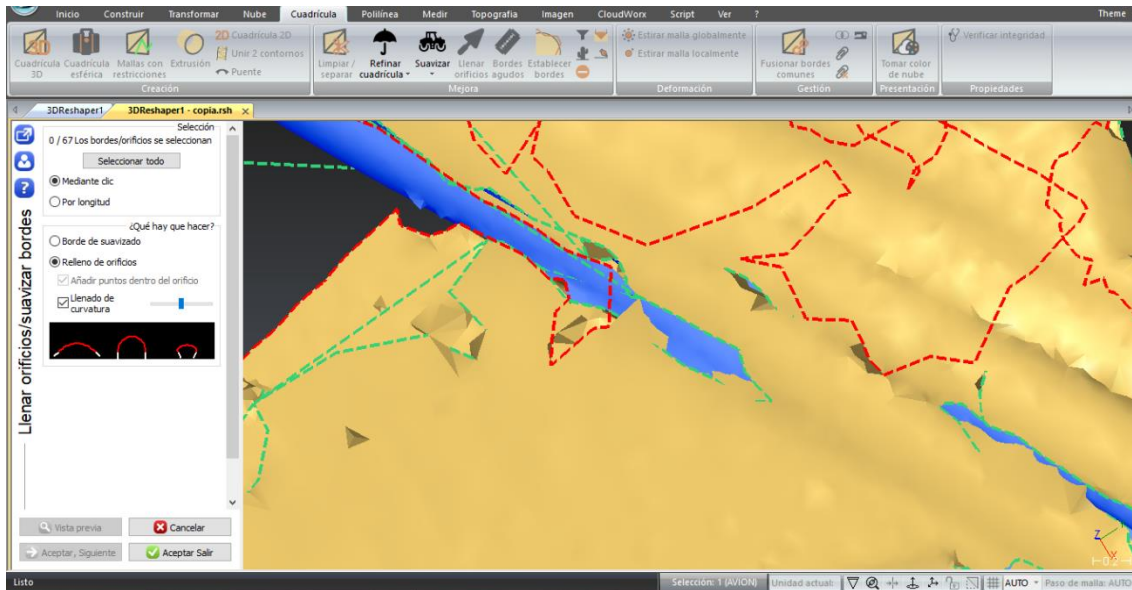 Inicio Construir Transformar Nube Cuadrícula Polilínea Medir Topografia Imagen CloudWorx Script Ver ? Theme
Cuadrícula 3D
Cuadrícula esférica
Mallas con restricciones
Extrusión
2D Cuadrícula 2D
Unir 2 contornos
Puente
Creación
Limpiar / separar
Refinar cuadrícula
Suavizar
Llenar orificios
Bordes agudos
Establecer bordes
Mejora
Estirar malla globalmente
Estirar malla localmente
Deformación
Fusionar bordes comunes
Gestión
Tomar color de nube
Presentación
Verificar integridad
Propiedades
3DReshaper1
3DReshaper1 - copia.rsh
Llenar orificios/suavizar bordes
Selección
0 / 67 Los bordes/orificios se seleccionan
Seleccionar todo
Mediante clic
Por longitud
¿Qué hay que hacer?
Borde de suavizado
Relleno de orificios
Añadir puntos dentro del orificio
Llenado de
curvatura
Vista previa
Cancelar
Aceptar, Siguiente
Aceptar Salir
Z
X
0.2
Listo
Selección: 1 (AVION)
Unidad actual:
AUTO
Paso de malla: AUTO